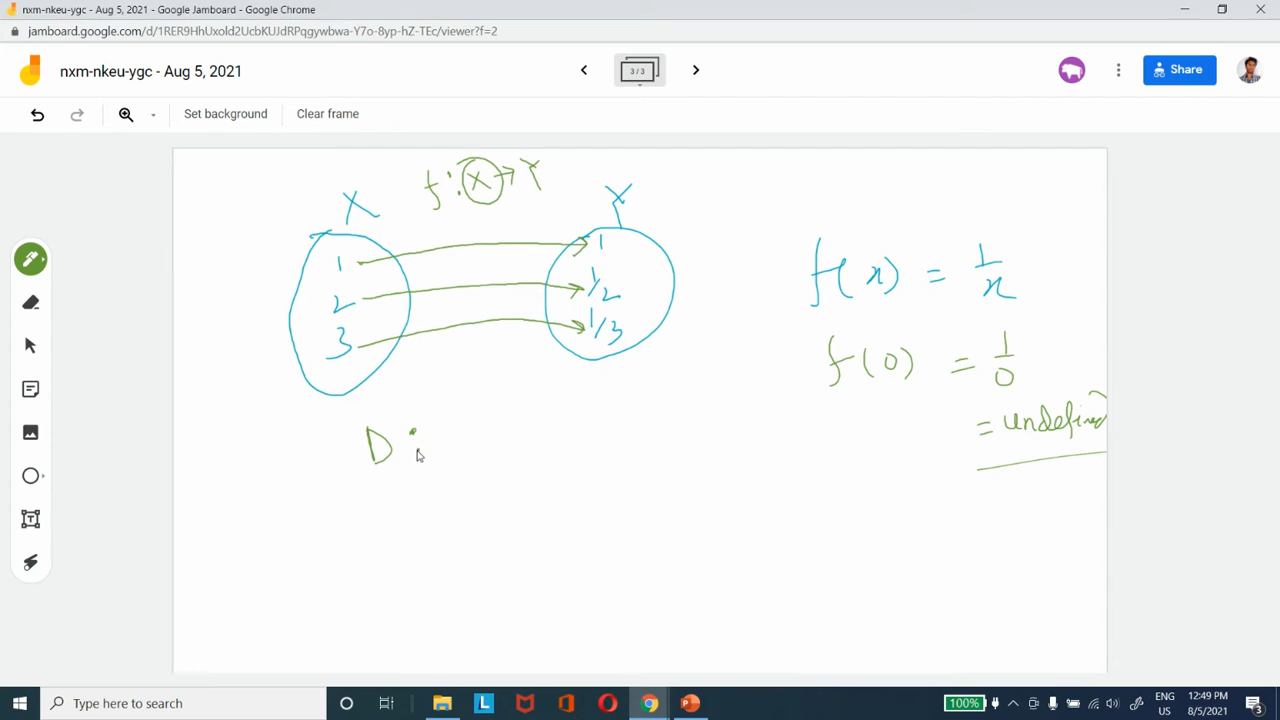 nxm-nkeu-ygc - Aug 5, 2021 - Google Jamboard - Google Chrome
jamboard.google.com/d/1RER9HhUxold2UcbKUJdRPqgywbwa-Y7o-8yp-hZ-TEc/viewer?f=2
nxm-nkeu-ygc - Aug 5, 2021
3 / 3
Share
Set background
Clear frame
f : X → Y
X
Y
1
2
3
1
1/2
1/3
f(x) = 1/x
f(0) = 1/0
= undefined
D :
Type here to search
L
100%
ENG
US
12:49 PM
8/5/2021
3